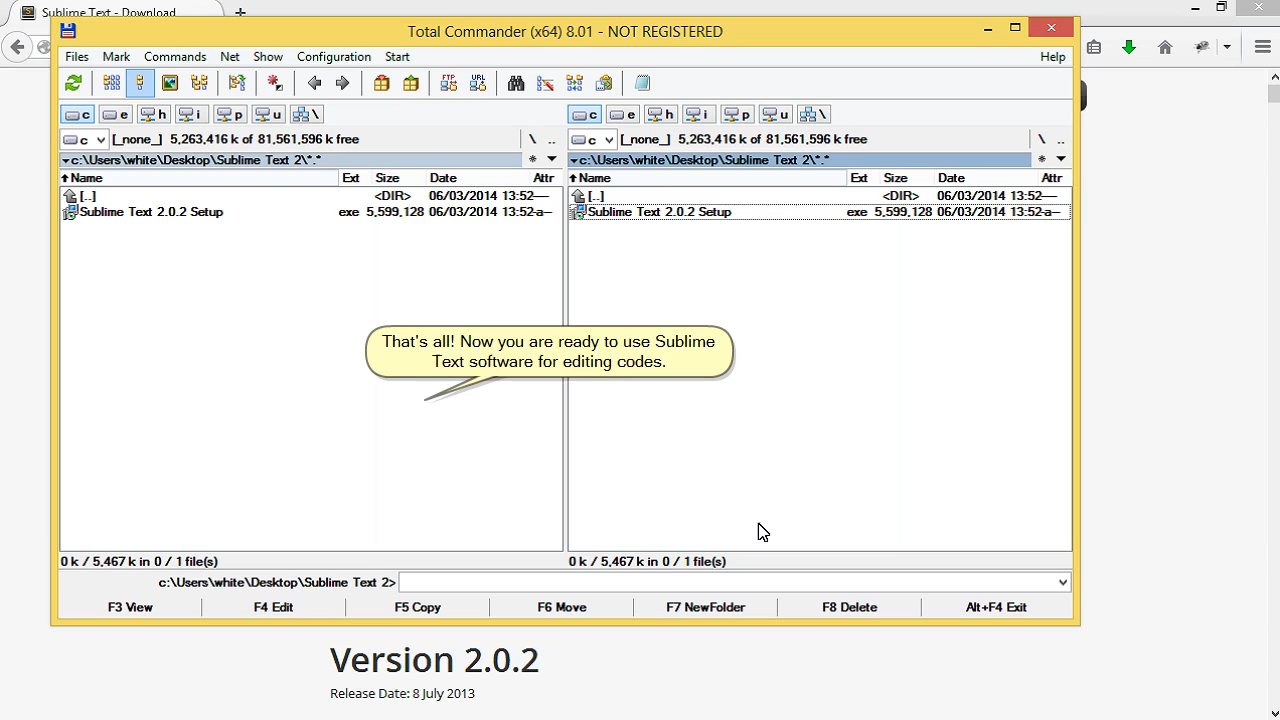 Sublime Text - Download
Total Commander (x64) 8.01 - NOT REGISTERED
Files Mark Commands Net Show Configuration Start Help
FTP URL
c e h i p u \ c e h i p u \
c [_none_] 5,263,416 k of 81,561,596 k free \ .. c [_none_] 5,263,416 k of 81,561,596 k free \ ..
c:\Users\white\Desktop\Sublime Text 2\*.* * c:\Users\white\Desktop\Sublime Text 2\*.* *
Name Ext Size Date Attr Name Ext Size Date Attr
[..] <DIR> 06/03/2014 13:52---- [..] <DIR> 06/03/2014 13:52----
Sublime Text 2.0.2 Setup exe 5,599,128 06/03/2014 13:52-a-- Sublime Text 2.0.2 Setup exe 5,599,128 06/03/2014 13:52-a--
That's all! Now you are ready to use Sublime
Text software for editing codes.
0 k / 5,467 k in 0 / 1 file(s) 0 k / 5,467 k in 0 / 1 file(s)
c:\Users\white\Desktop\Sublime Text 2>
F3 View F4 Edit F5 Copy F6 Move F7 NewFolder F8 Delete Alt+F4 Exit
Version 2.0.2
Release Date: 8 July 2013